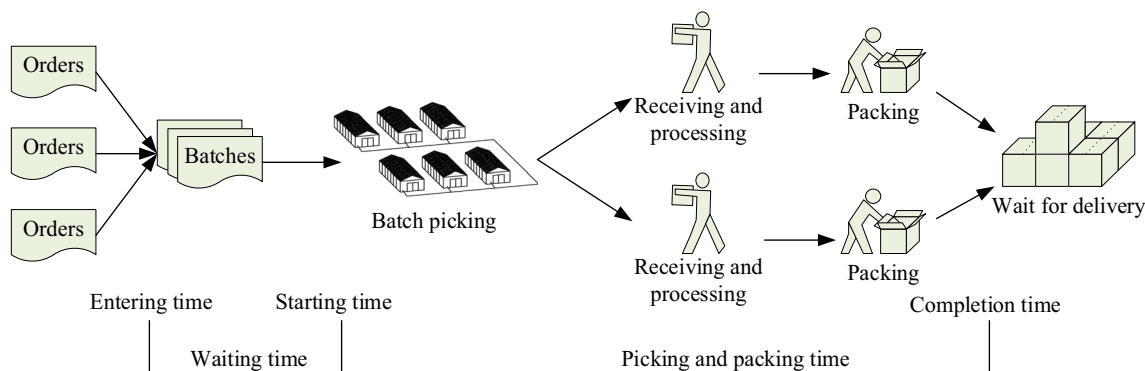 Orders
Orders
Orders
Batches
Batch picking
Receiving and
processing
Packing
Receiving and
processing
Packing
Wait for delivery
Entering time
Starting time
Completion time
Waiting time
Picking and packing time